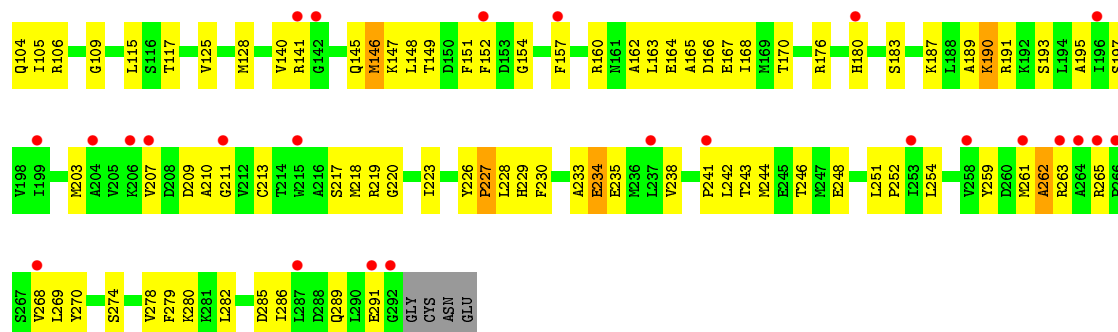 Q104 I105 R106 G109 L115 S116 T117 V125 M128 V140 R141 G142 Q145 M146 K147 L148 T149 D150 F151 F152 D153 G154 F157 R160 N161 A162 L163 E164 A165 D166 E167 I168 M169 T170 R176 H180 S183 K187 L188 A189 K190 R191 K192 S193 L194 A195 I196 S197
V198 I199 M203 A204 V205 K206 V207 D208 D209 A210 G211 V212 C213 T214 W215 A216 S217 M218 R219 G220 I223 Y226 P227 L228 H229 F230 A233 E234 E235 M236 L237 V238 P241 L242 T243 M244 E245 T246 M247 E248 L251 P252 I253 L254 V258 Y259 D260 M261 A262 R263 A264 R265
S267 V268 L269 Y270 S274 V278 F279 K280 K281 L282 D285 I286 L287 D288 Q289 L290 E291 G292 GLY CYS ASN GLU